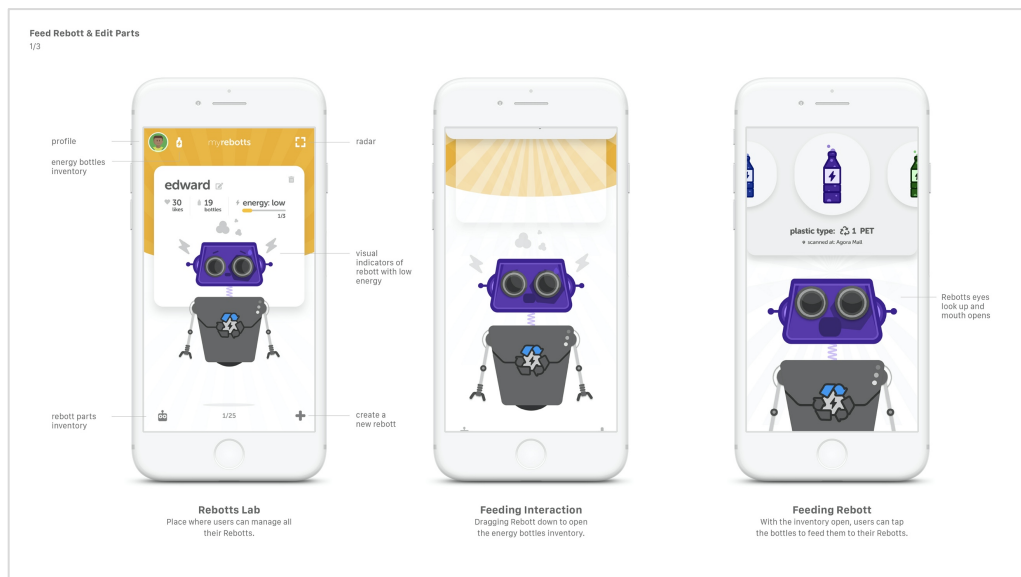 Feed Rebott & Edit Parts
1/3
profile
energy bottles
inventory
myrebotts
radar
edward
30
likes
19
bottles
energy: low
1/3
visual
indicators of
rebott with low
energy
rebott parts
inventory
1/25
create a
new rebott
Rebotts Lab
Place where users can manage all
their Rebotts.
Feeding Interaction
Dragging Rebott down to open
the energy bottles inventory.
plastic type: 1 PET
scanned at: Agora Mall
Rebotts eyes
look up and
mouth opens
Feeding Rebott
With the inventory open, users can tap
the bottles to feed them to their Rebotts.